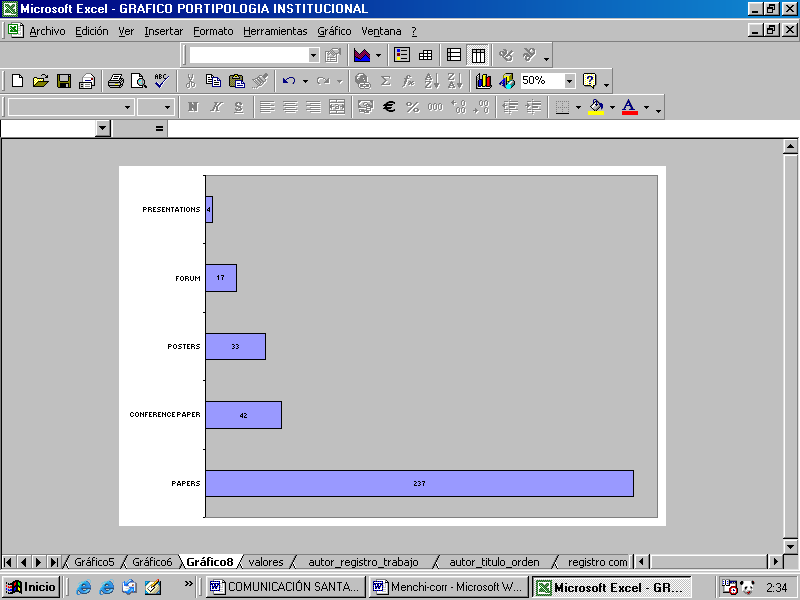 Microsoft Excel - GRAFICO PORTIPOLOGIA INSTITUCIONAL
Archivo Edición Ver Insertar Formato Herramientas Gráfico Ventana ?
50%
N K S € % 000
=
PRESENTATIONS 4
FORUM 17
POSTERS 33
CONFERENCE PAPER 42
PAPERS 237
Gráfico5 Gráfico6 Gráfico8 valores autor_registro_trabajo autor_titulo_orden registro com
Inicio » COMUNICACIÓN SANTA... Menchi-corr - Microsoft W... Microsoft Excel - GR... 2:34